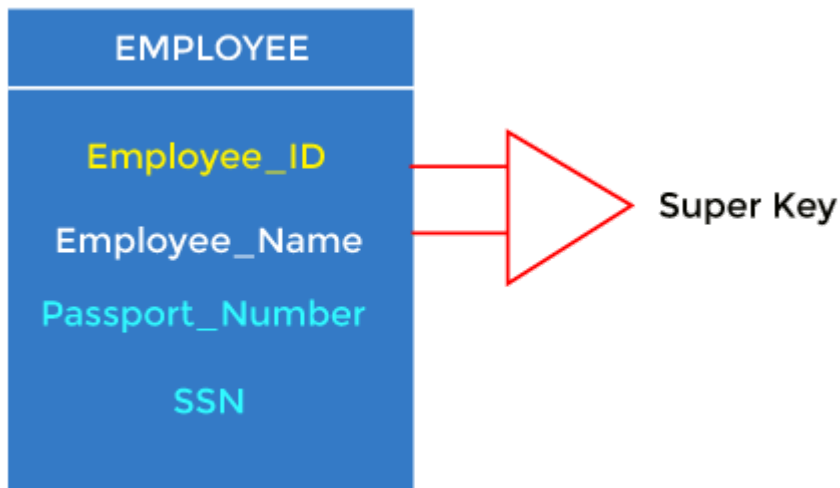 EMPLOYEE
Employee_ID
Employee_Name
Super Key
Passport_Number
SSN